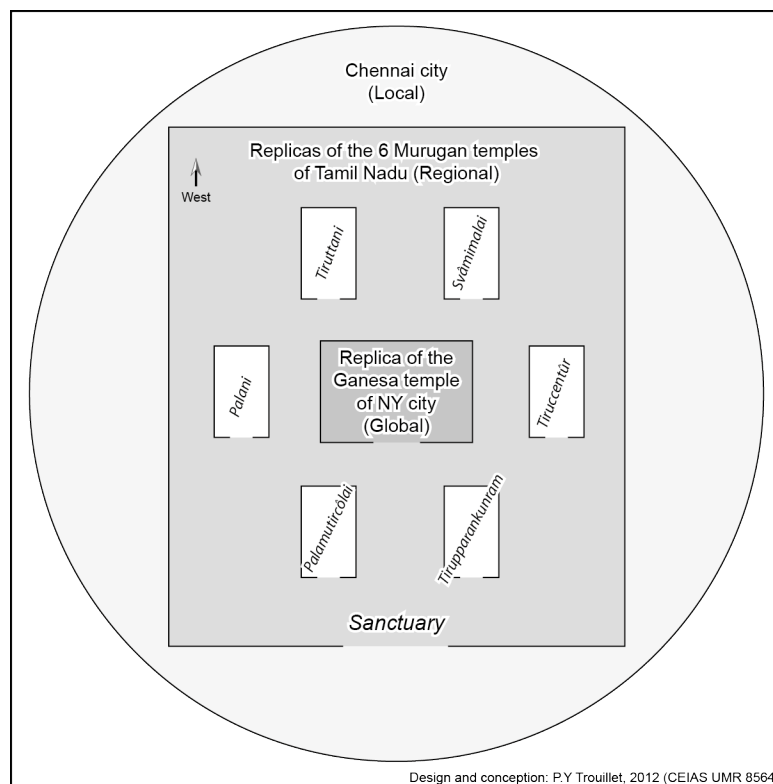 Chennai city
(Local)
Replicas of the 6 Murugan temples
of Tamil Nadu (Regional)
West
Tiruttani
Svâmimalai
Palani
Replica of the
Ganesa temple
of NY city
(Global)
Tiruccentûr
Palamutircôlai
Tirupparankunram
Sanctuary
Design and conception: P.Y Trouillet, 2012 (CEIAS UMR 8564